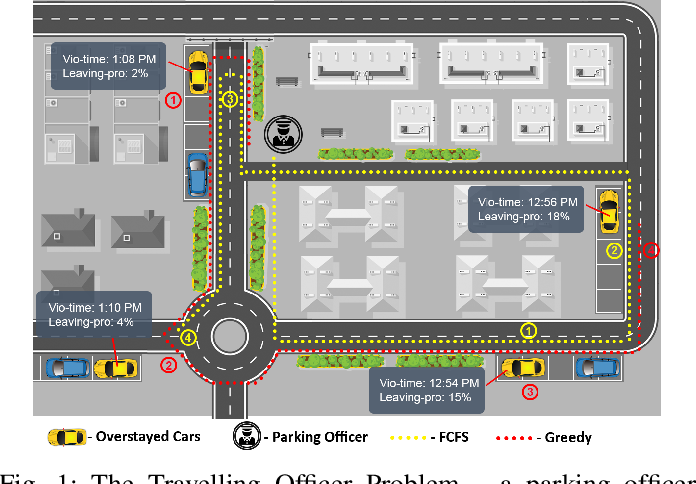 Vio-time: 1:08 PM
Leaving-pro: 2%
1
3
Vio-time: 12:56 PM
Leaving-pro: 18%
2
Vio-time: 1:10 PM
Leaving-pro: 4%
4
2
1
Vio-time: 12:54 PM
Leaving-pro: 15%
3
- Overstayed Cars
- Parking Officer
- FCFS
- Greedy
Fig. 1: The Travelling Officer Problem a parking officer